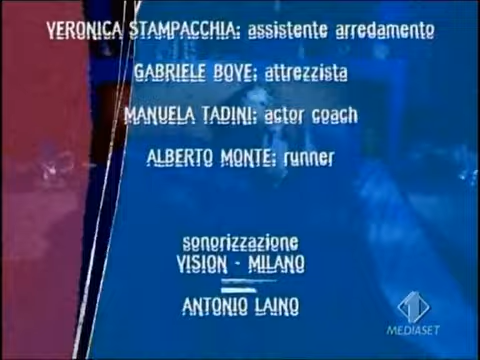 VERONICA STAMPACCHIA: assistente arredamento
GABRIELE BOVE: attrezzista
MANUELA TADINI: actor coach
ALBERTO MONTE: runner
sonorizzazione
VISION - MILANO
ANTONIO LAINO
MEDIASET